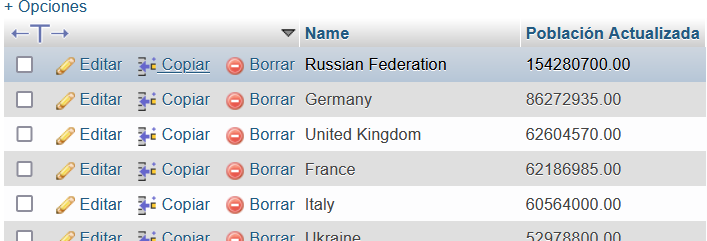 + Opciones
←T→ Name Población Actualizada
Editar Copiar Borrar Russian Federation 154280700.00
Editar Copiar Borrar Germany 86272935.00
Editar Copiar Borrar United Kingdom 62604570.00
Editar Copiar Borrar France 62186985.00
Editar Copiar Borrar Italy 60564000.00
Editar Copiar Borrar Ukraine 52978800.00